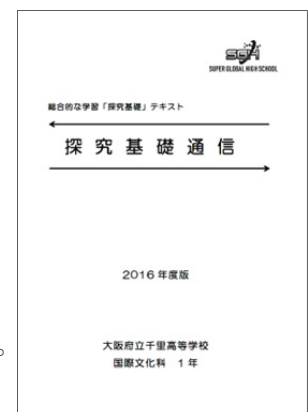 SGH
SUPER GLOBAL HIGH SCHOOL
総合的な学習「探究基礎」テキスト
探究基礎通信
2016年度版
大阪府立千里高等学校
国際文化科 1年
。